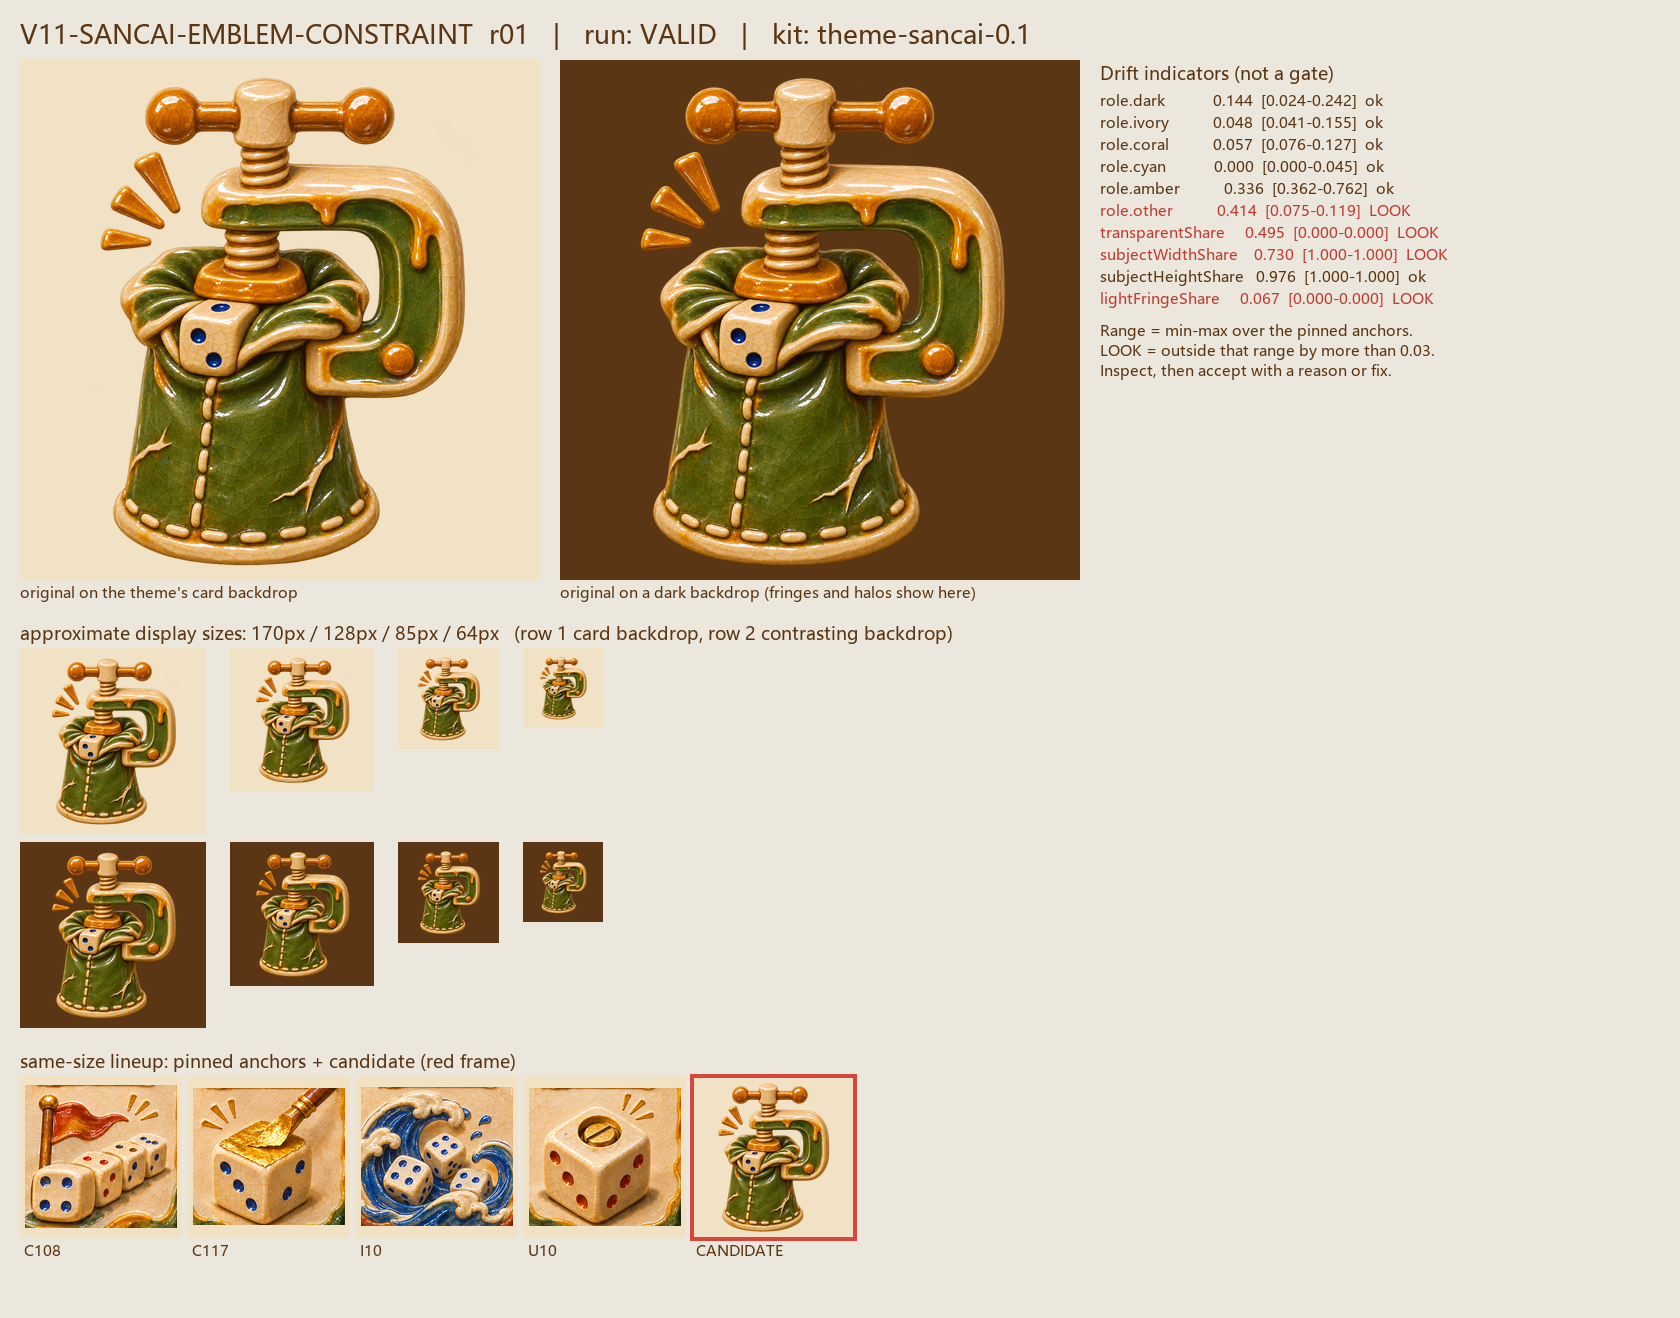 V11-SANCAI-EMBLEM-CONSTRAINT r01 | run: VALID | kit: theme-sancai-0.1
Drift indicators (not a gate)
role.dark 0.144 [0.024-0.242] ok
role.ivory 0.048 [0.041-0.155] ok
role.coral 0.057 [0.076-0.127] ok
role.cyan 0.000 [0.000-0.045] ok
role.amber 0.336 [0.362-0.762] ok
role.other 0.414 [0.075-0.119] LOOK
transparentShare 0.495 [0.000-0.000] LOOK
subjectWidthShare 0.730 [1.000-1.000] LOOK
subjectHeightShare 0.976 [1.000-1.000] ok
lightFringeShare 0.067 [0.000-0.000] LOOK
Range = min-max over the pinned anchors.
LOOK = outside that range by more than 0.03.
Inspect, then accept with a reason or fix.
original on the theme's card backdrop
original on a dark backdrop (fringes and halos show here)
approximate display sizes: 170px / 128px / 85px / 64px (row 1 card backdrop, row 2 contrasting backdrop)
same-size lineup: pinned anchors + candidate (red frame)
C108
C117
I10
U10
CANDIDATE